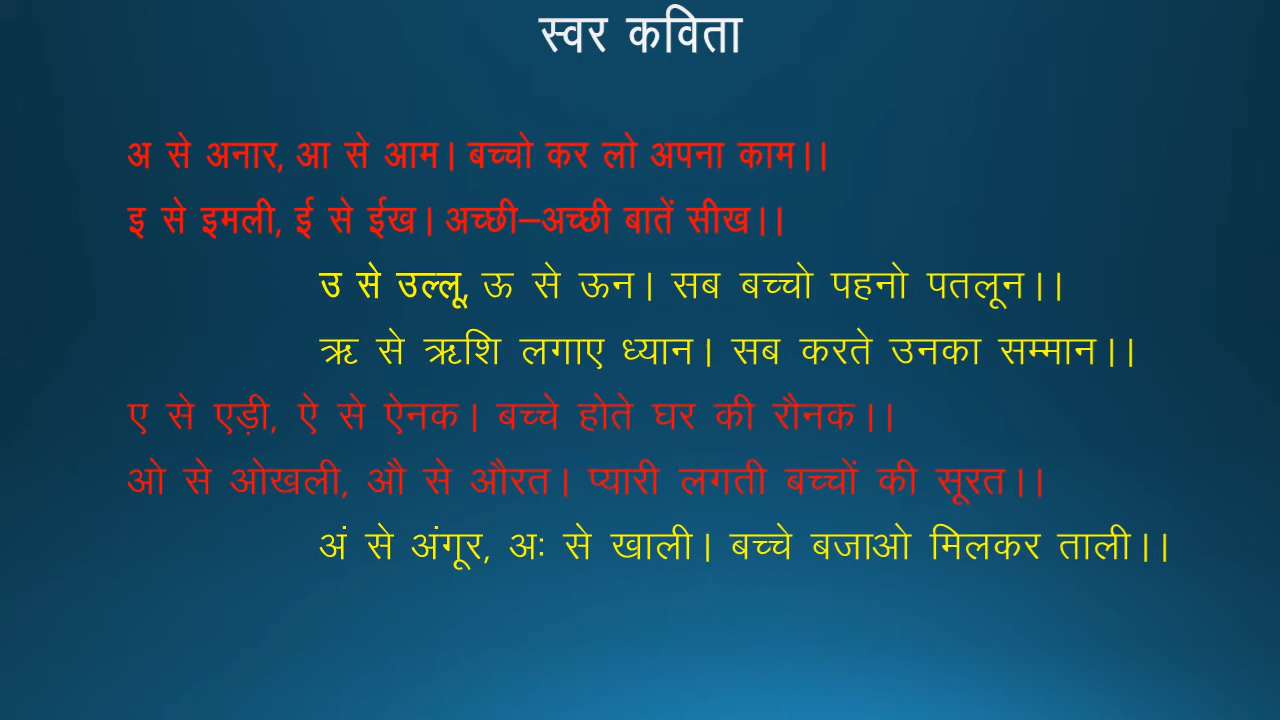 स्वर कविता
अ से अनार, आ से आम। बच्चो कर लो अपना काम।।
इ से इमली, ई से ईख। अच्छी–अच्छी बातें सीख।।
उ से उल्लू, ऊ से ऊन। सब बच्चो पहनो पतलून।।
ऋ से ऋशि लगाए ध्यान। सब करते उनका सम्मान।।
ए से एड़ी, ऐ से ऐनक। बच्चे होते घर की रौनक।।
ओ से ओखली, औ से औरत। प्यारी लगती बच्चों की सूरत।।
अं से अंगूर, अः से खाली। बच्चे बजाओ मिलकर ताली।।